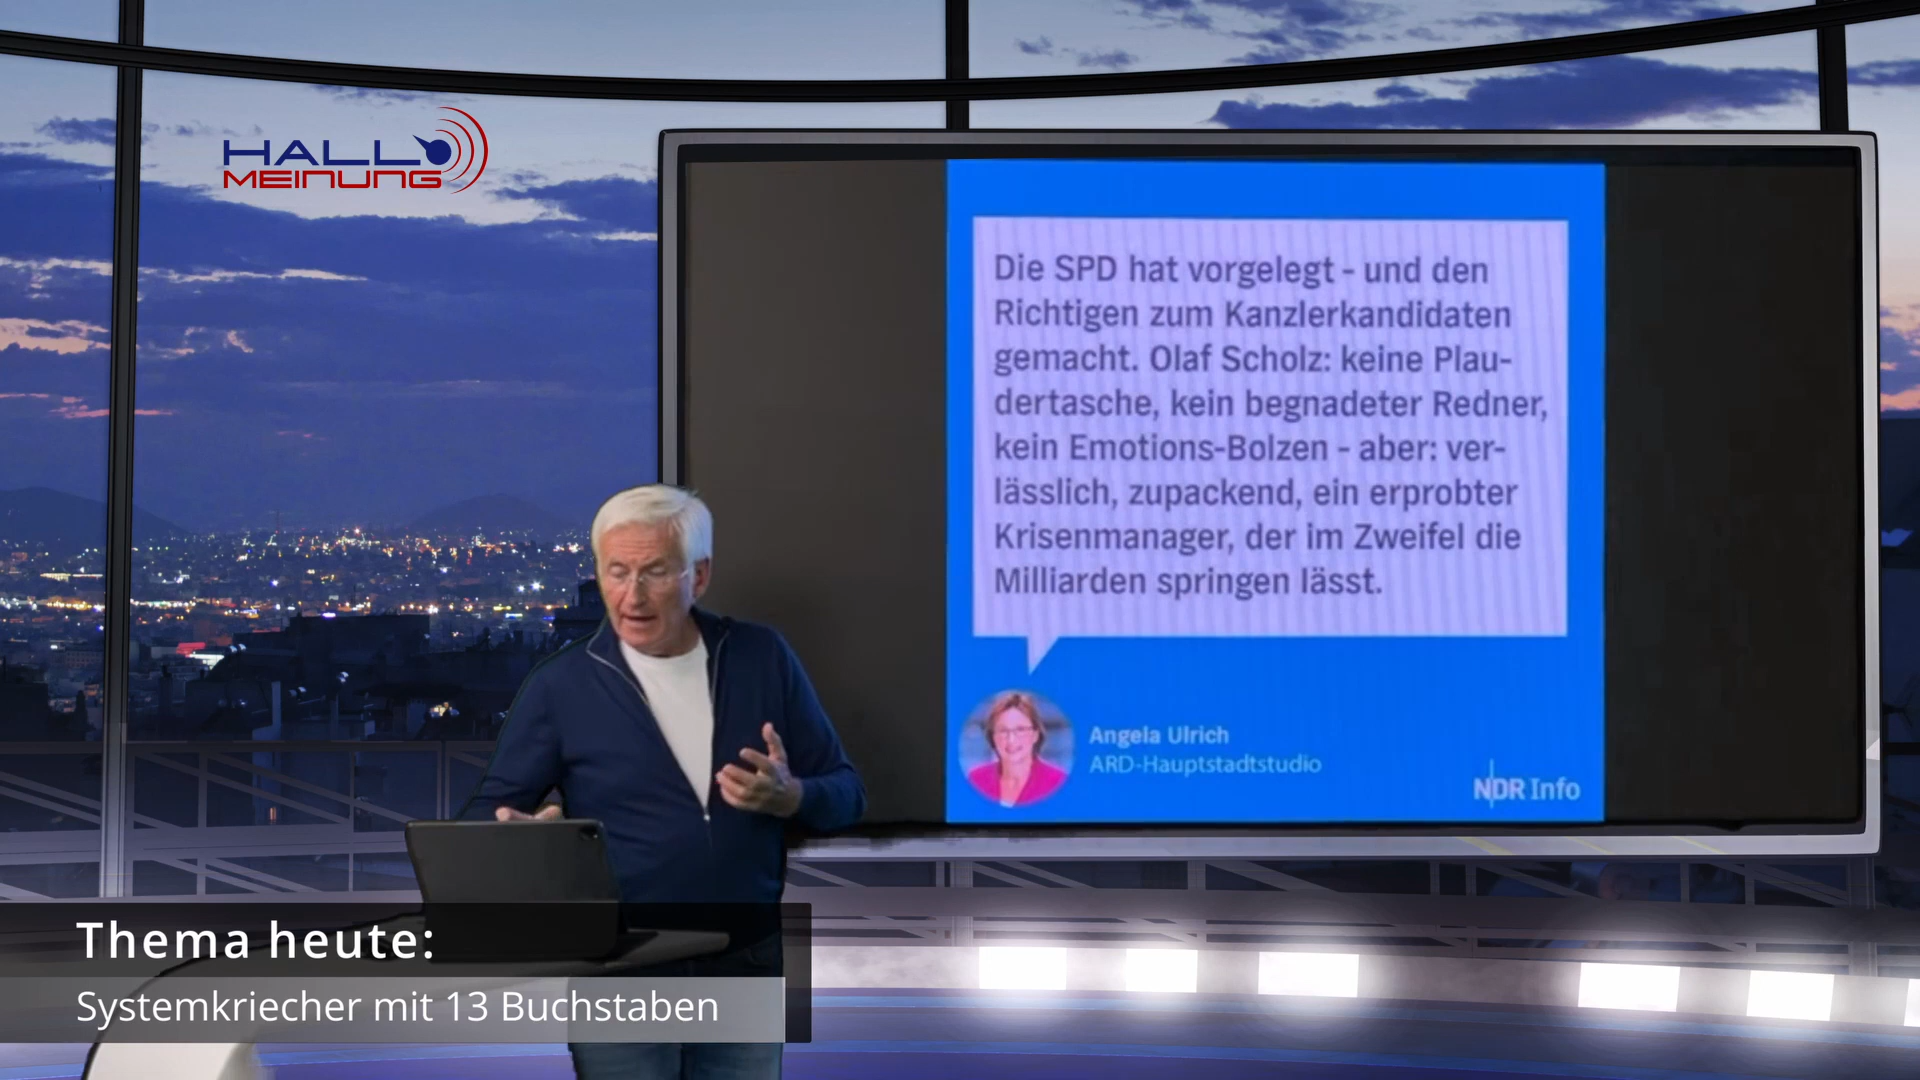 HALLO
MEINUNG
Die SPD hat vorgelegt - und den
Richtigen zum Kanzlerkandidaten
gemacht. Olaf Scholz: keine Plau-
dertasche, kein begnadeter Redner,
kein Emotions-Bolzen - aber: ver-
lässlich, zupackend, ein erprobter
Krisenmanager, der im Zweifel die
Milliarden springen lässt.
Angela Ulrich
ARD-Hauptstadtstudio
NDR Info
Thema heute:
Systemkriecher mit 13 Buchstaben